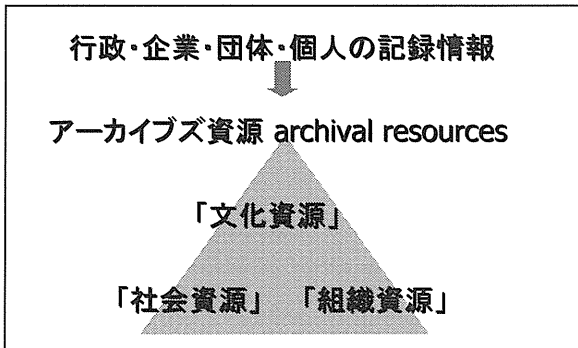 行政・企業・団体・個人の記録情報
アーカイブズ資源 archival resources
「文化資源」
「社会資源」 「組織資源」